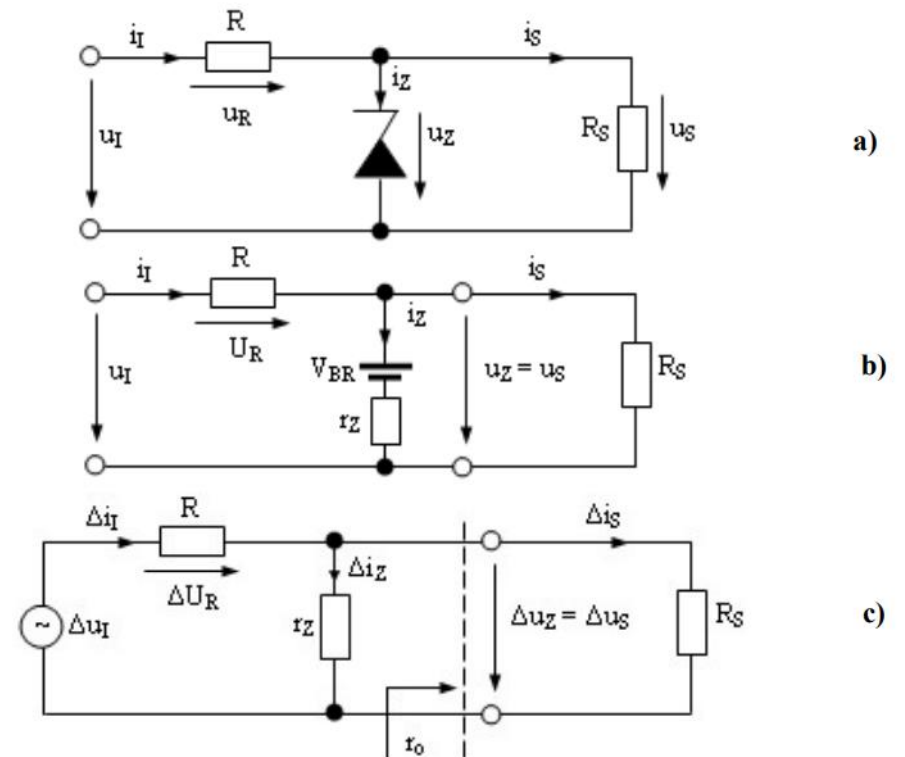 R
iI iS
iZ
uR
uI uZ RS uS a)
R
iI iS
iZ
UR
uI VBR uZ = uS RS b)
rZ
R
ΔiI ΔiS
ΔiZ
ΔUR
~ ΔuI rZ ΔuZ = ΔuS RS c)
ro